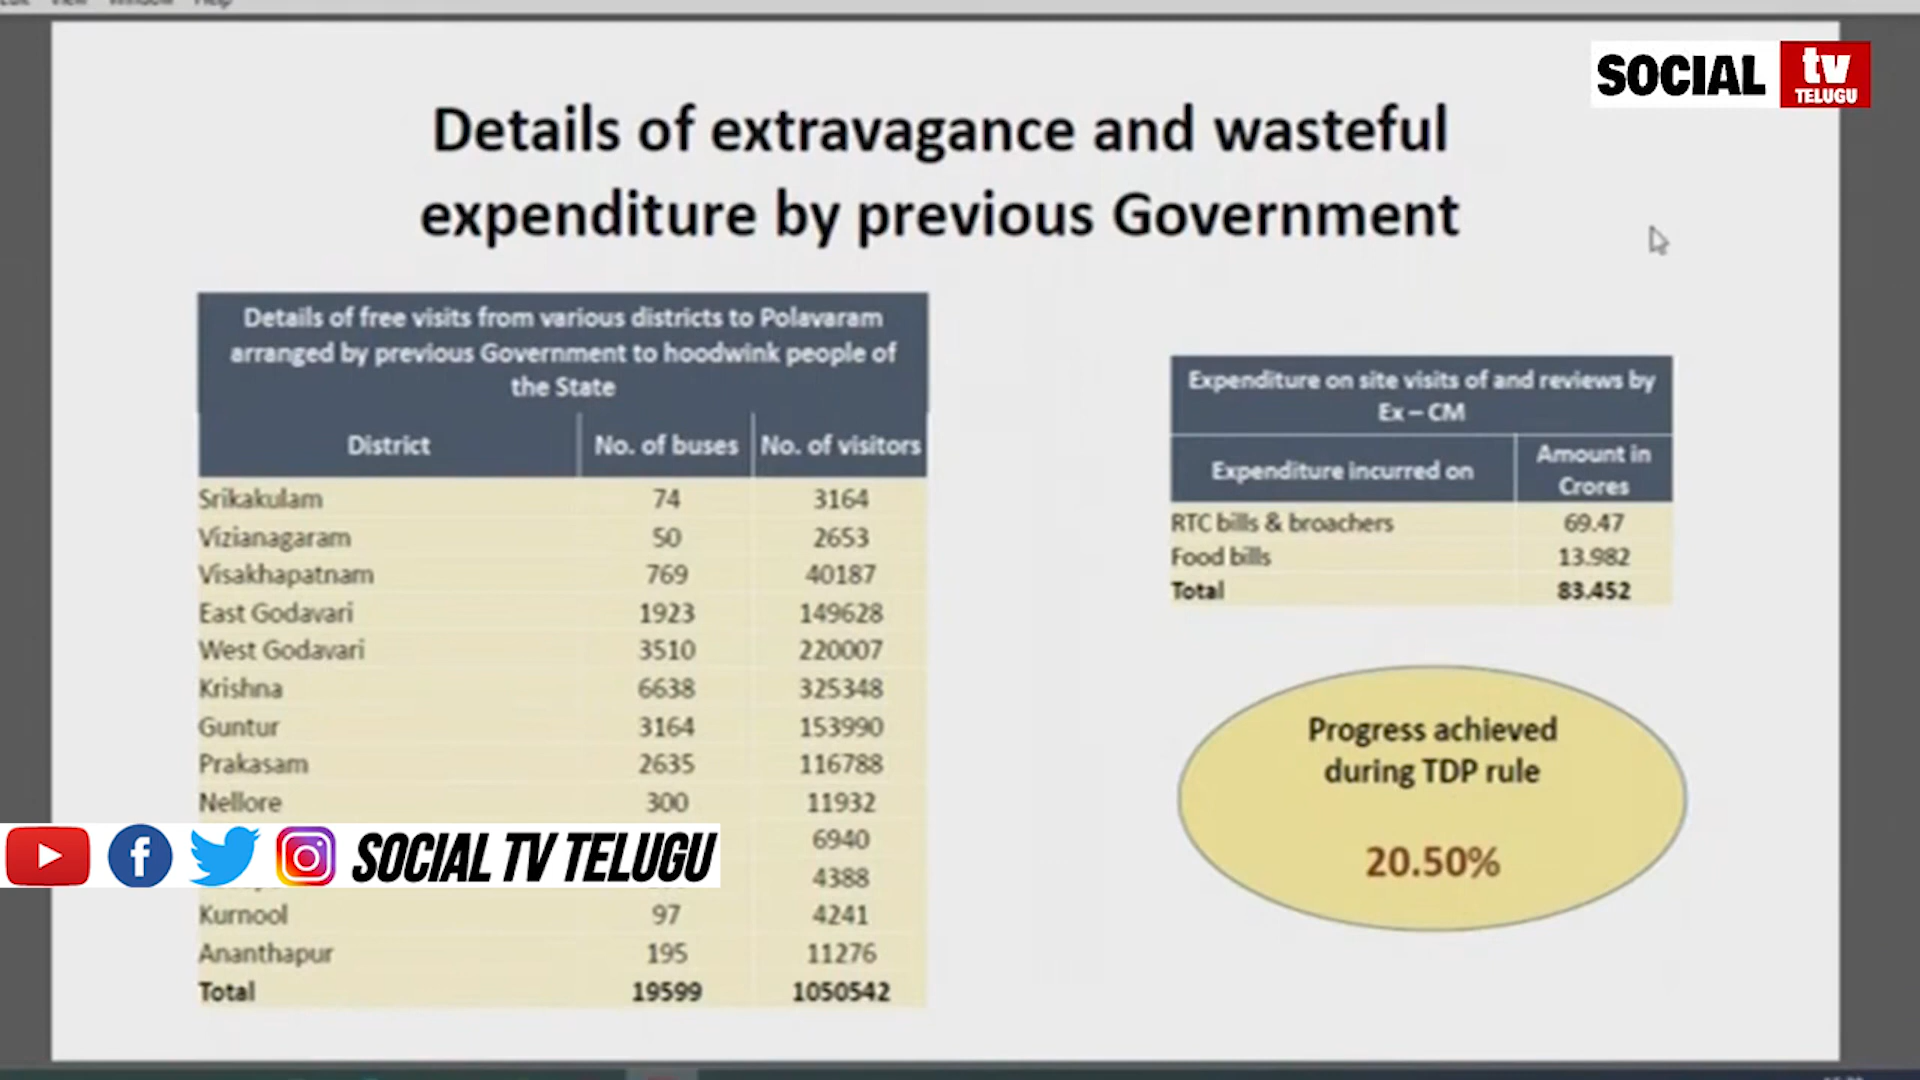 Edit View Window Help
SOCIAL tv
TELUGU
Details of extravagance and wasteful
expenditure by previous Government
Details of free visits from various districts to Polavaram
arranged by previous Government to hoodwink people of
the State
District No. of buses No. of visitors
Srikakulam 74 3164
Vizianagaram 50 2653
Visakhapatnam 769 40187
East Godavari 1923 149628
West Godavari 3510 220007
Krishna 6638 325348
Guntur 3164 153990
Prakasam 2635 116788
Nellore 300 11932
6940
4388
Kurnool 97 4241
Ananthapur 195 11276
Total 19599 1050542
SOCIAL TV TELUGU
Expenditure on site visits of and reviews by
Ex – CM
Expenditure incurred on
Amount in
Crores
RTC bills & broachers 69.47
Food bills 13.982
Total 83.452
Progress achieved
during TDP rule
20.50%